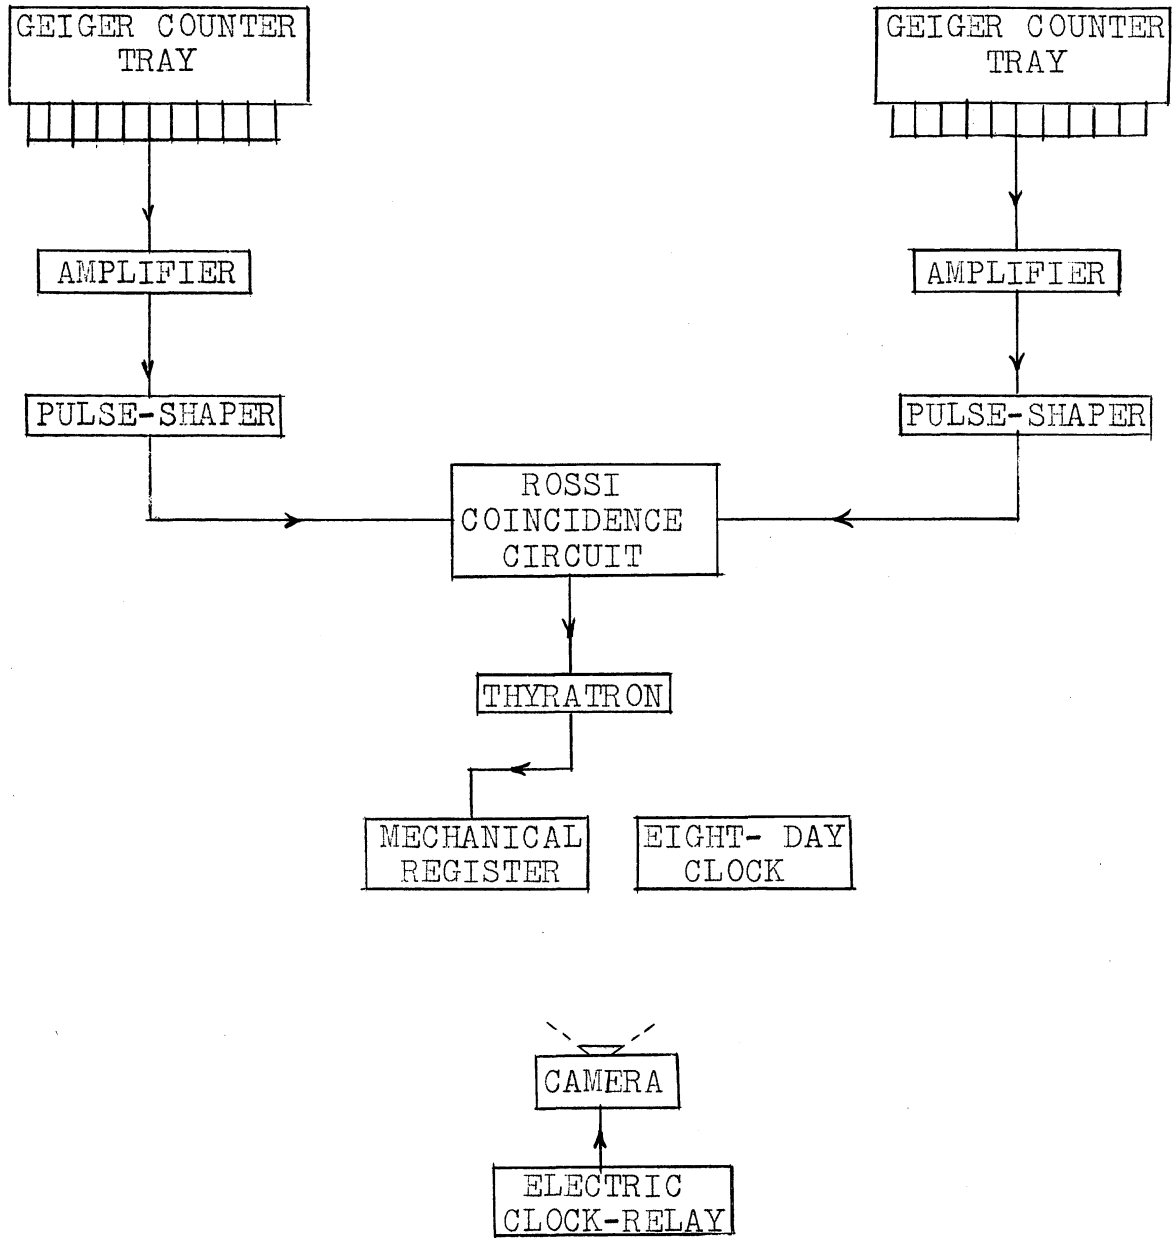 GEIGER COUNTER
TRAY
GEIGER COUNTER
TRAY
AMPLIFIER
AMPLIFIER
PULSE-SHAPER
PULSE-SHAPER
ROSSI
COINCIDENCE
CIRCUIT
THYRATRON
MECHANICAL
REGISTER
EIGHT- DAY
CLOCK
CAMERA
ELECTRIC
CLOCK-RELAY